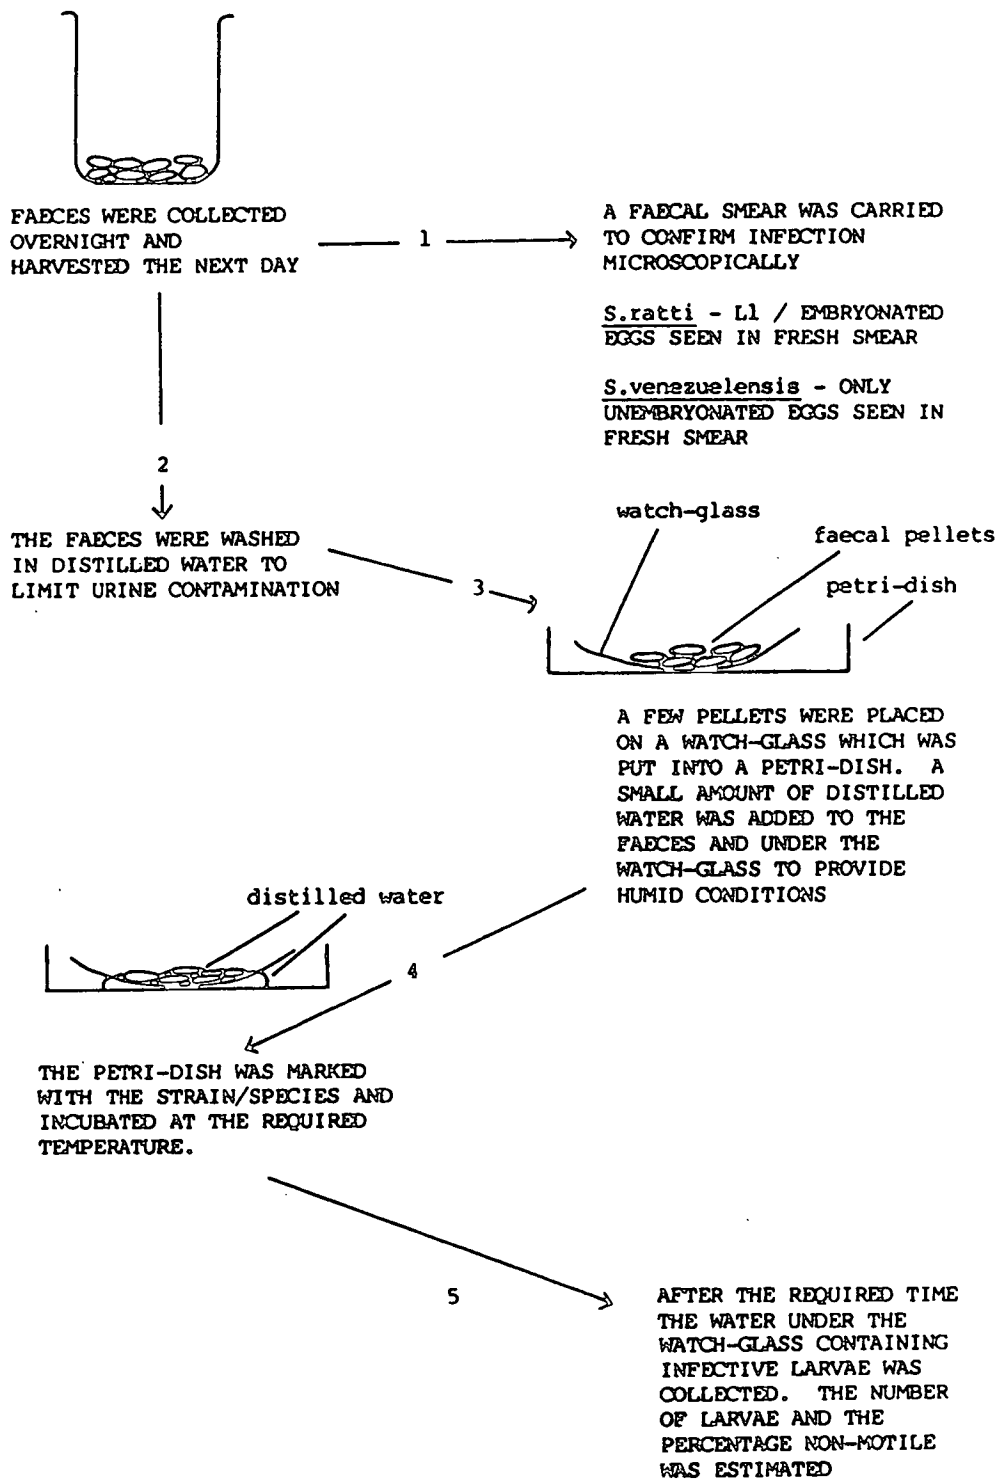 FAECES WERE COLLECTED
OVERNIGHT AND
HARVESTED THE NEXT DAY
1
A FAECAL SMEAR WAS CARRIED
TO CONFIRM INFECTION
MICROSCOPICALLY
S.ratti - L1 / EMBRYONATED
EGGS SEEN IN FRESH SMEAR
S.venezuelensis - ONLY
UNEMBRYONATED EGGS SEEN IN
FRESH SMEAR
2
THE FAECES WERE WASHED
IN DISTILLED WATER TO
LIMIT URINE CONTAMINATION
3
watch-glass
faecal pellets
petri-dish
A FEW PELLETS WERE PLACED
ON A WATCH-GLASS WHICH WAS
PUT INTO A PETRI-DISH. A
SMALL AMOUNT OF DISTILLED
WATER WAS ADDED TO THE
FAECES AND UNDER THE
WATCH-GLASS TO PROVIDE
HUMID CONDITIONS
distilled water
4
THE PETRI-DISH WAS MARKED
WITH THE STRAIN/SPECIES AND
INCUBATED AT THE REQUIRED
TEMPERATURE.
5
AFTER THE REQUIRED TIME
THE WATER UNDER THE
WATCH-GLASS CONTAINING
INFECTIVE LARVAE WAS
COLLECTED. THE NUMBER
OF LARVAE AND THE
PERCENTAGE NON-MOTILE
WAS ESTIMATED